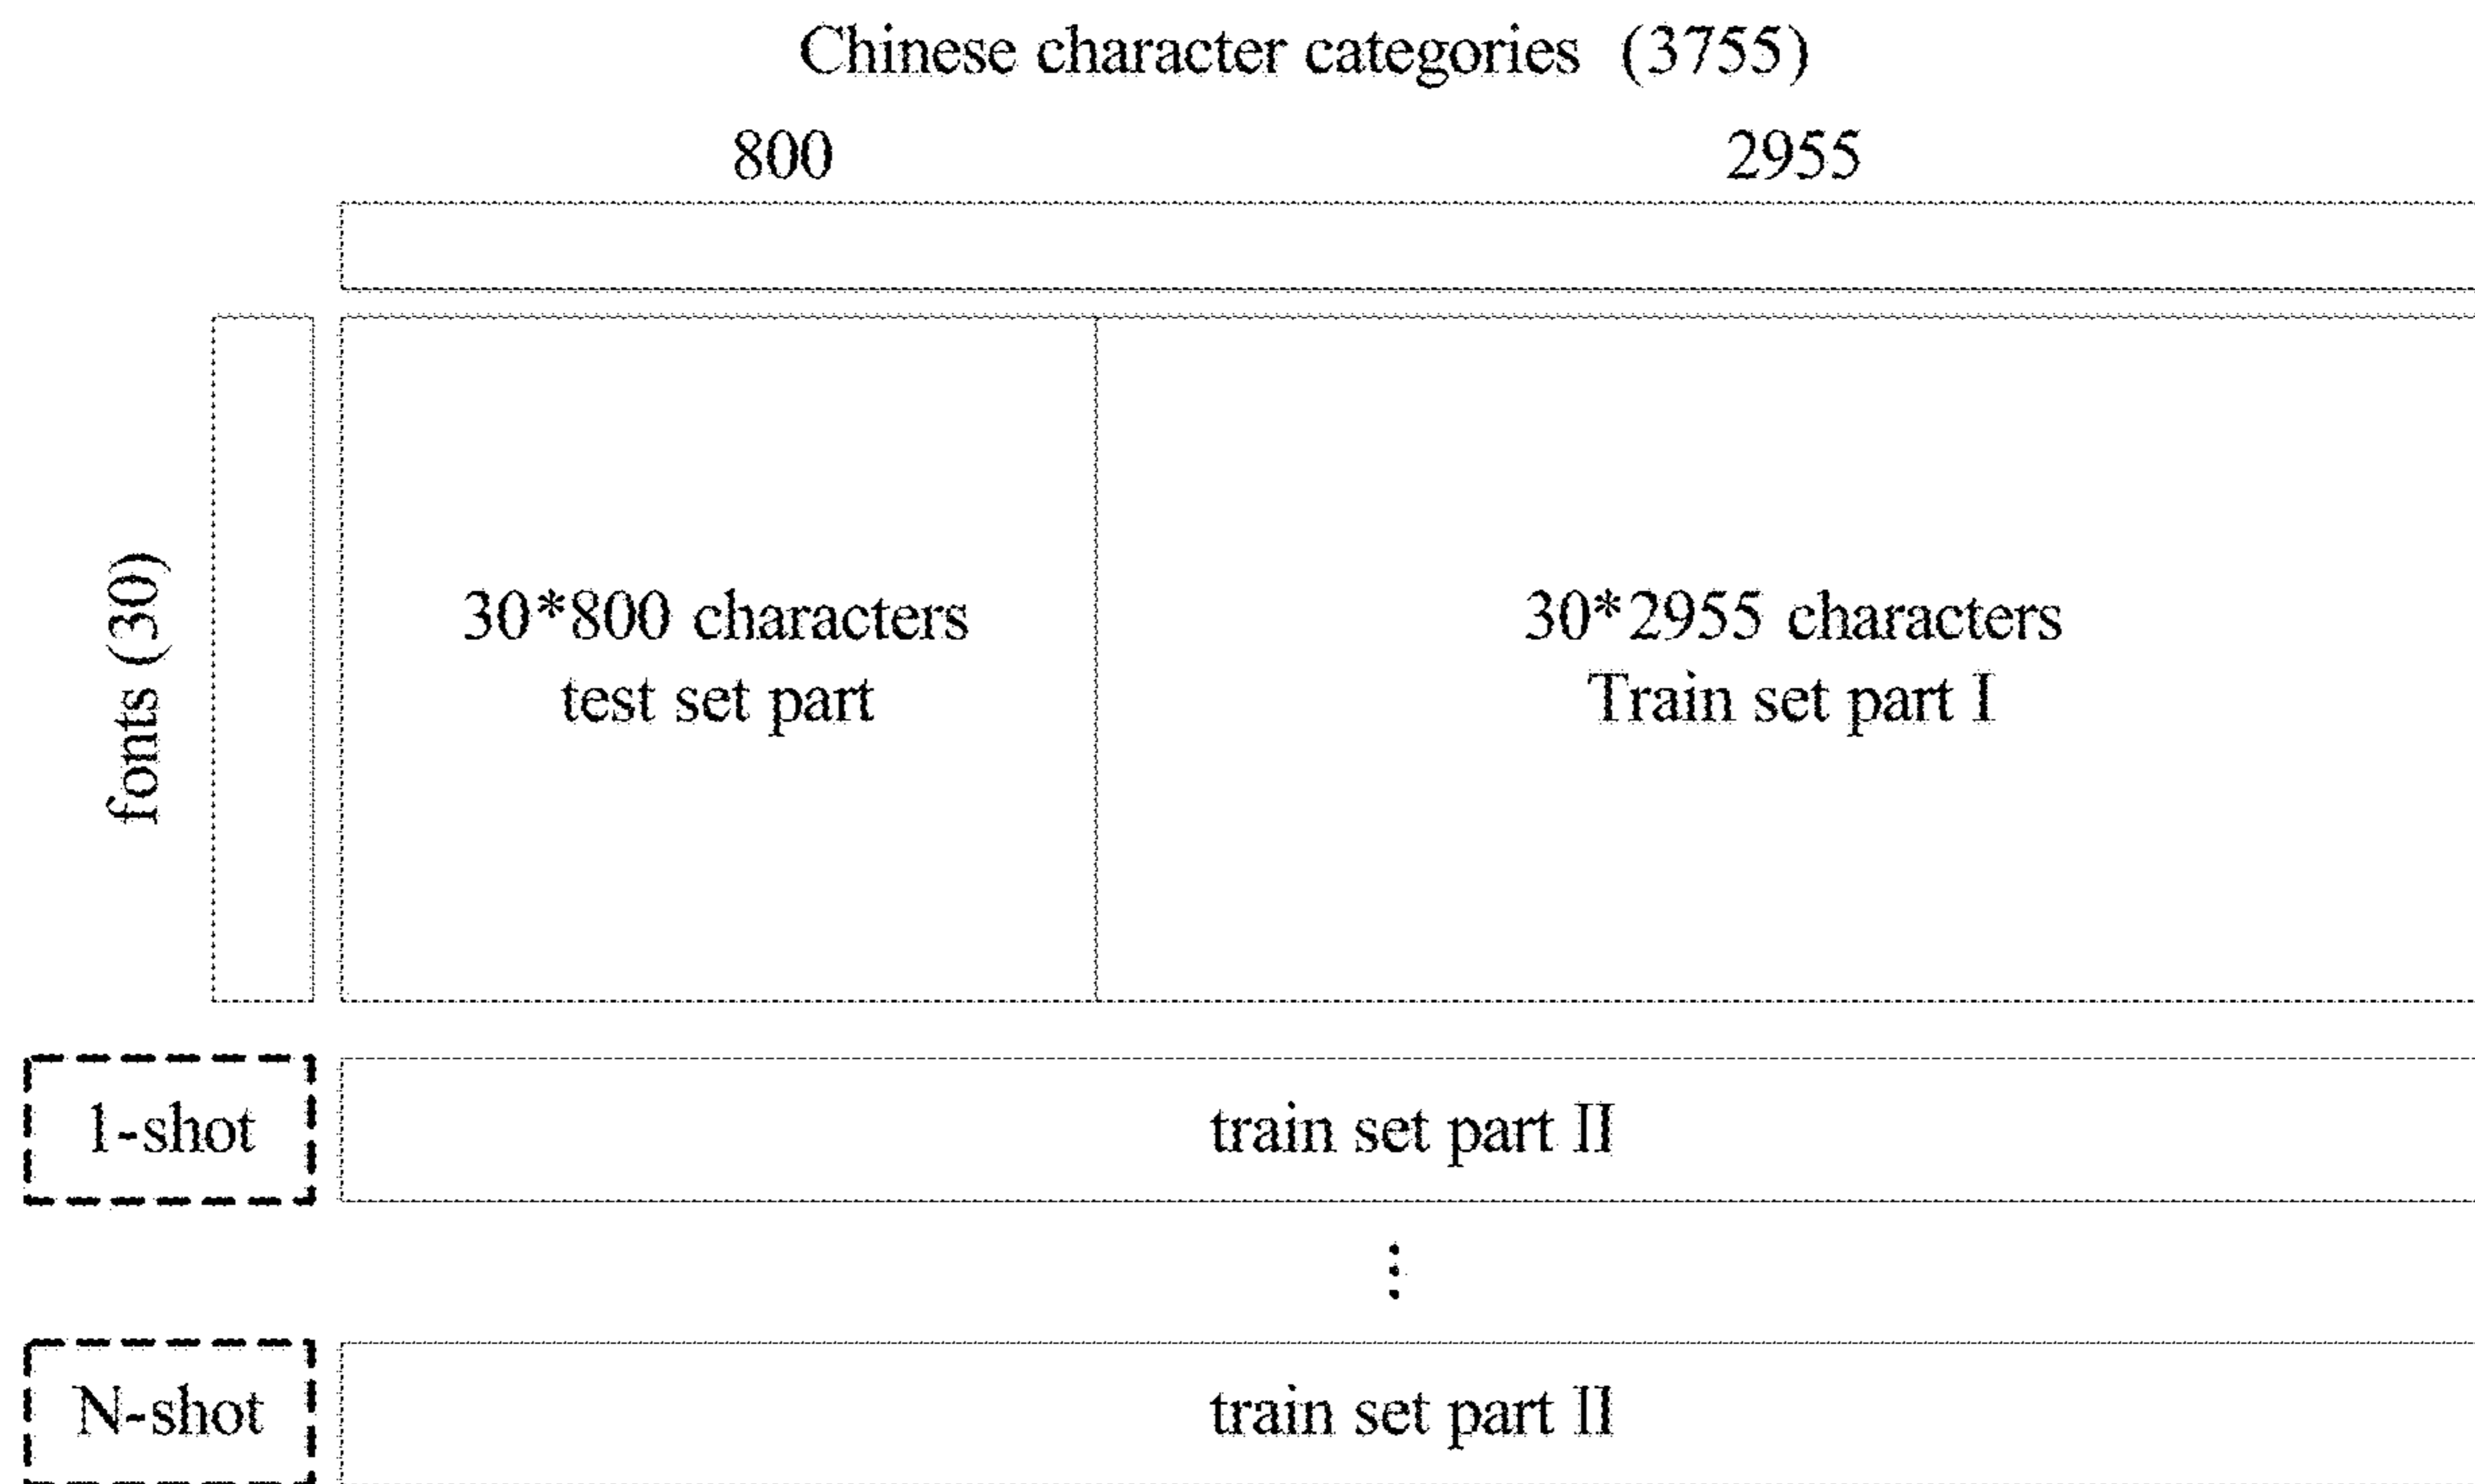 Chinese character categories (3755)
800
2955
fonts (30)
30*800 characters
test set part
30*2955 characters
Train set part I
1-shot
train set part II
N-shot
train set part II